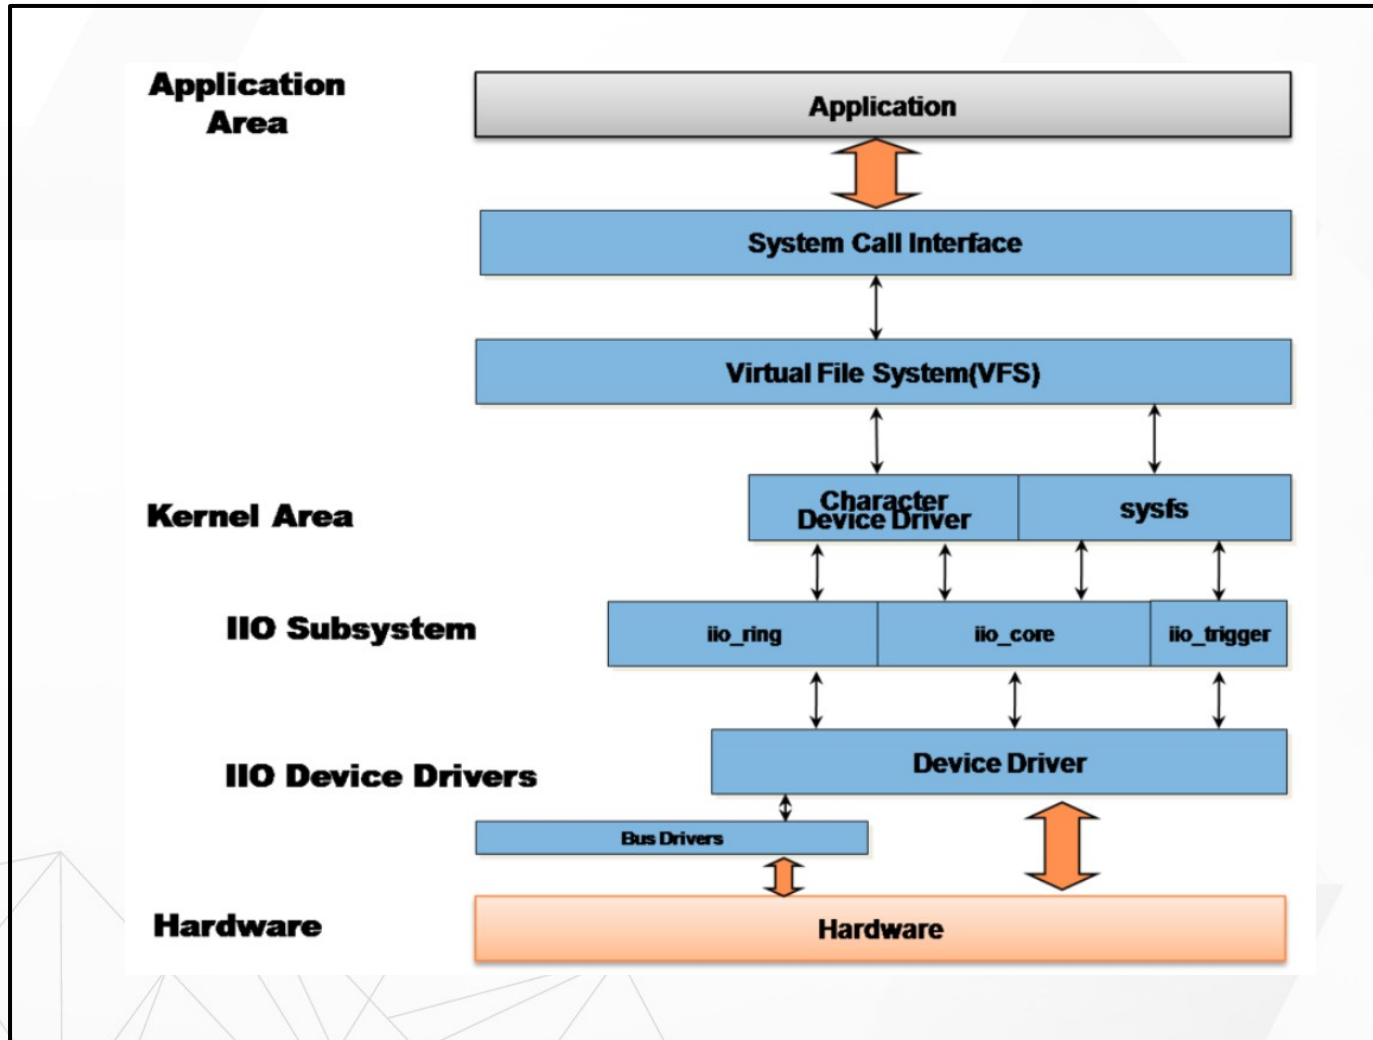 Application
Area
Application
System Call Interface
Virtual File System(VFS)
Kernel Area
Character
Device Driver
sysfs
IIO Subsystem
iio_ring
iio_core
iio_trigger
IIO Device Drivers
Device Driver
Bus Drivers
Hardware
Hardware